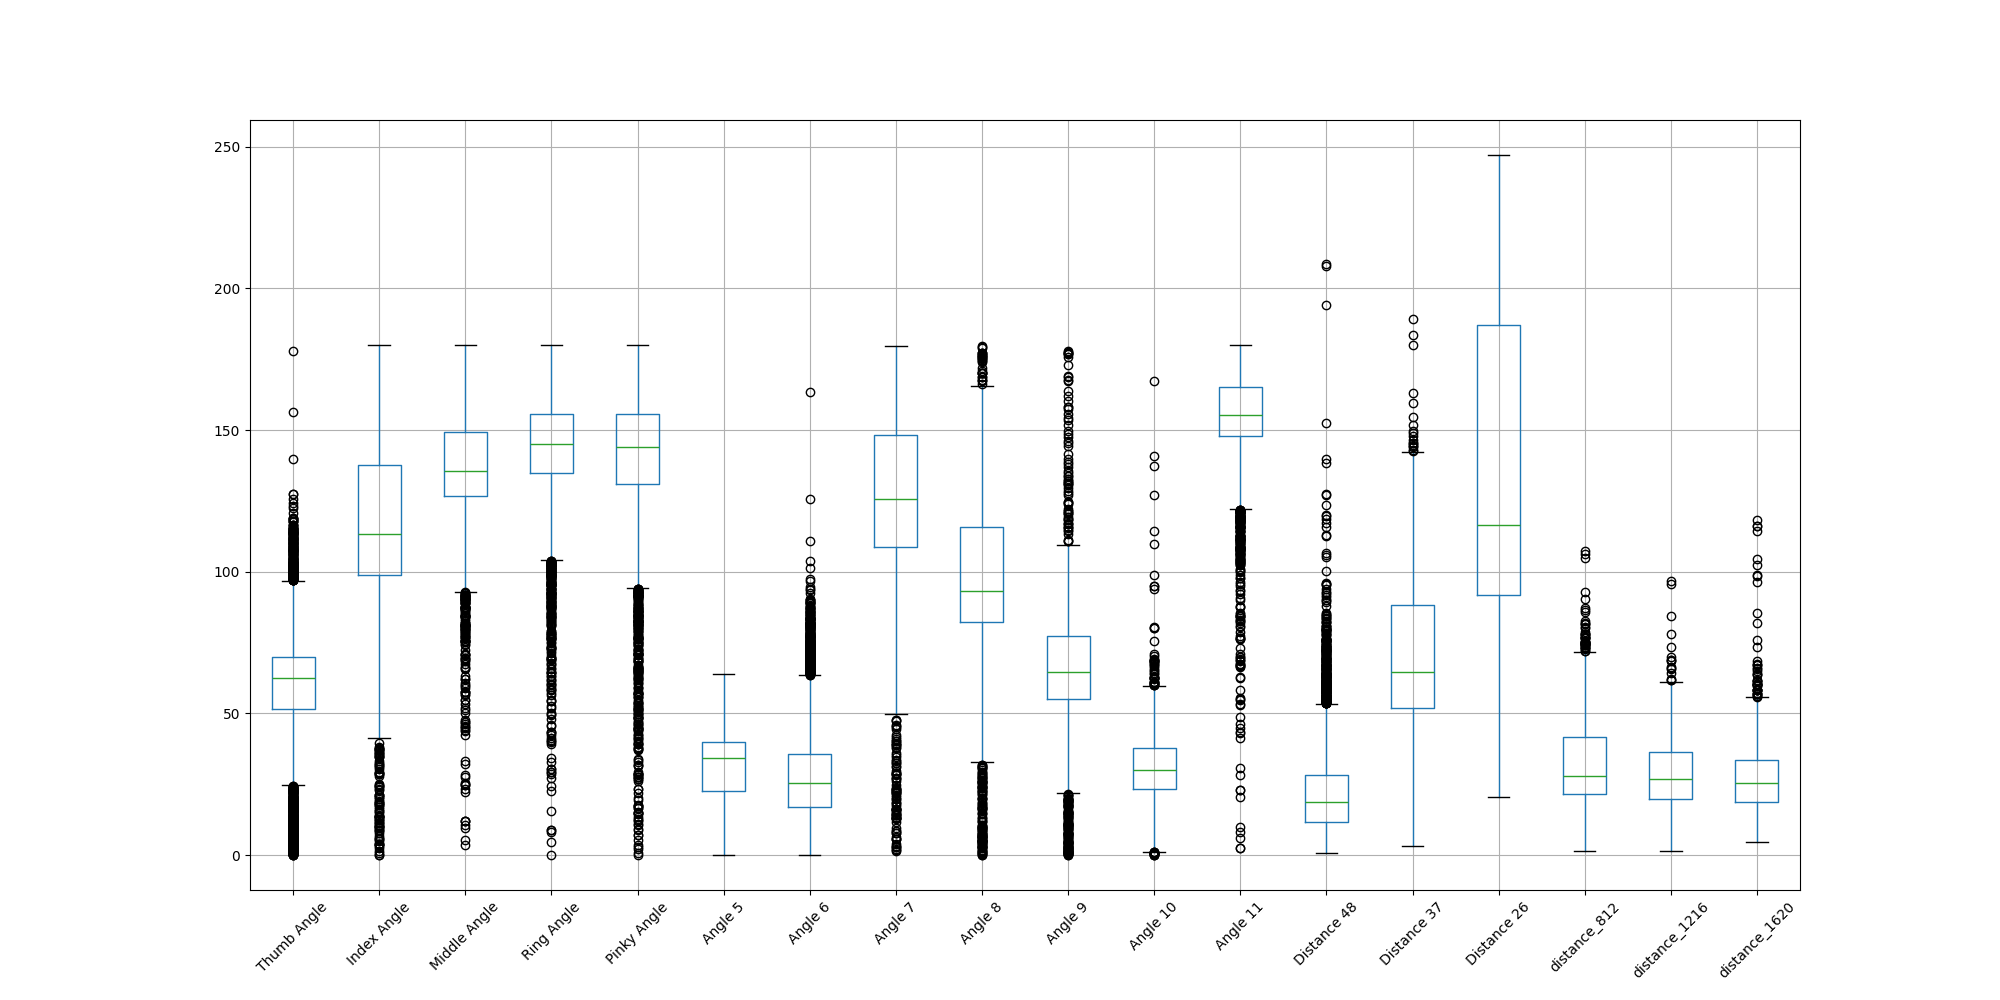 250
200
150
100
50
0
Thumb Angle
Index Angle
Middle Angle
Ring Angle
Pinky Angle
Angle 5
Angle 6
Angle 7
Angle 8
Angle 9
Angle 10
Angle 11
Distance 48
Distance 37
Distance 26
distance_812
distance_1216
distance_1620